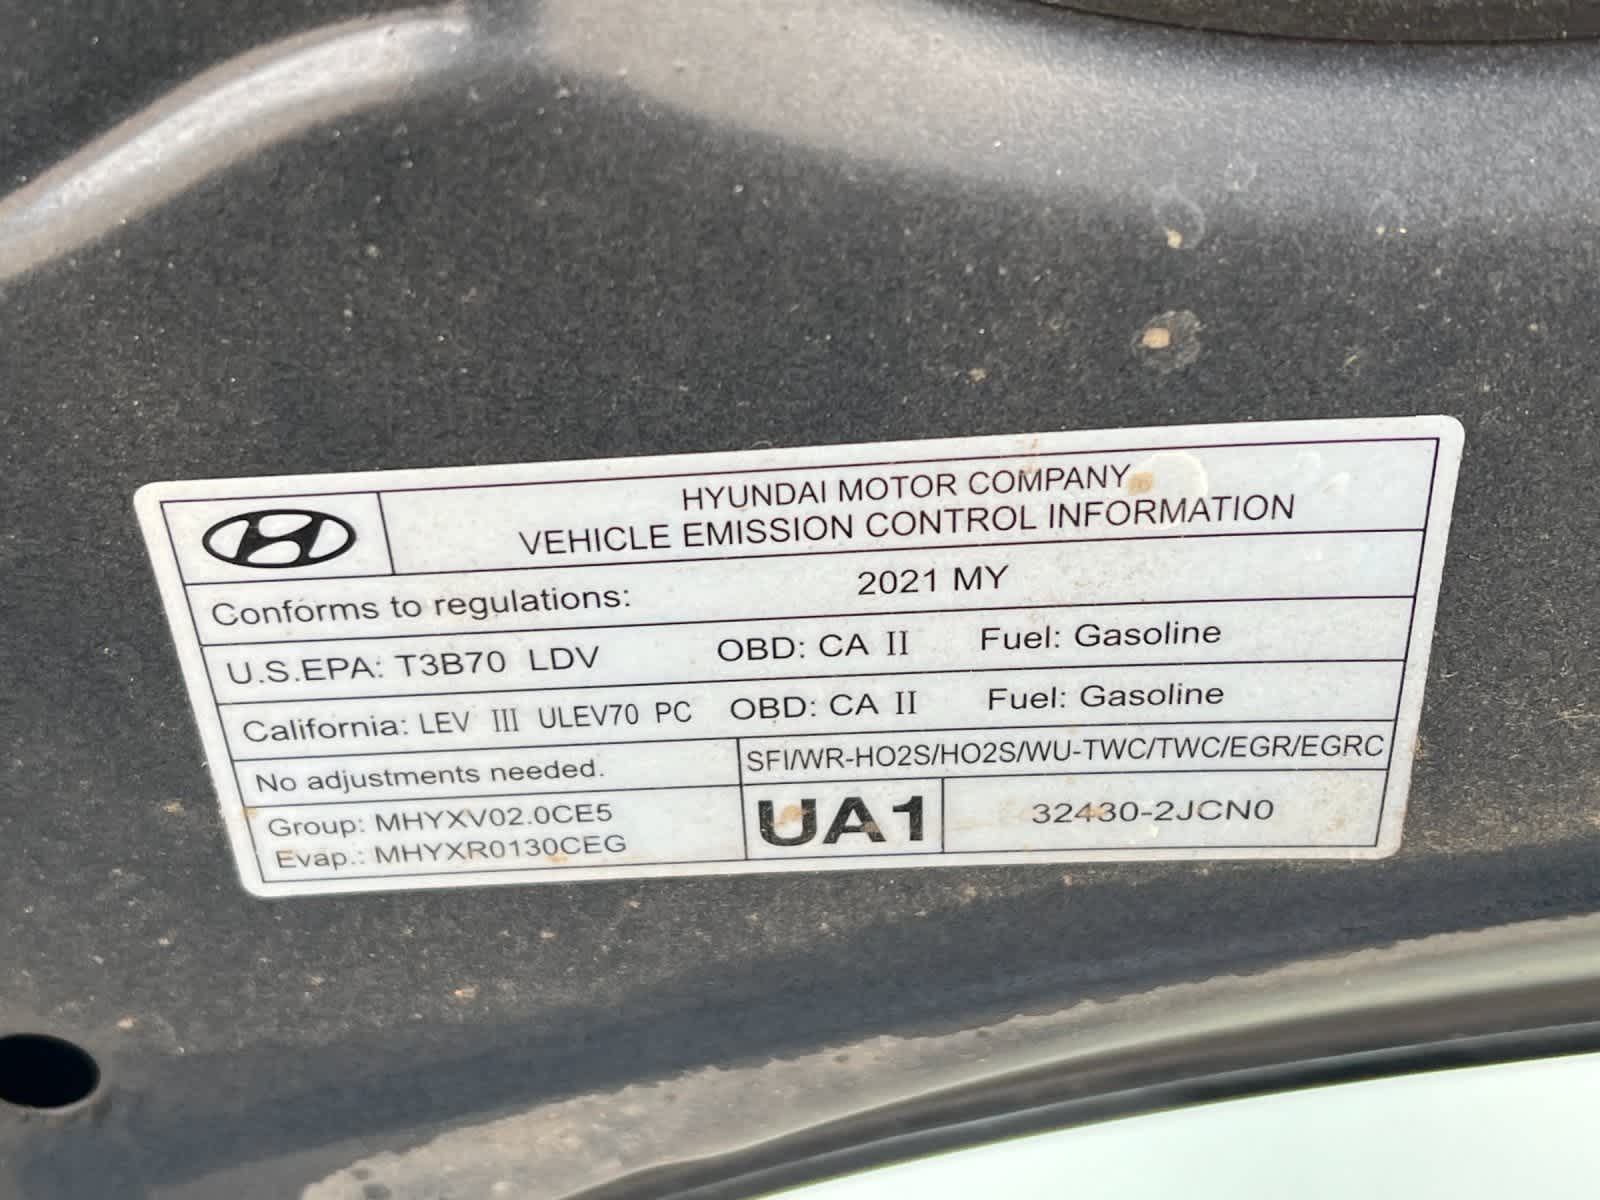 HYUNDAI MOTOR COMPANY
VEHICLE EMISSION CONTROL INFORMATION
Conforms to regulations: 2021 MY
U.S.EPA: T3B70 LDV OBD: CA II Fuel: Gasoline
California: LEV III ULEV70 PC OBD: CA II Fuel: Gasoline
No adjustments needed. SFI/WR-HO2S/HO2S/WU-TWC/TWC/EGR/EGRC
Group: MHYXV02.0CE5
Evap.: MHYXR0130CEG
UA1
32430-2JCN0